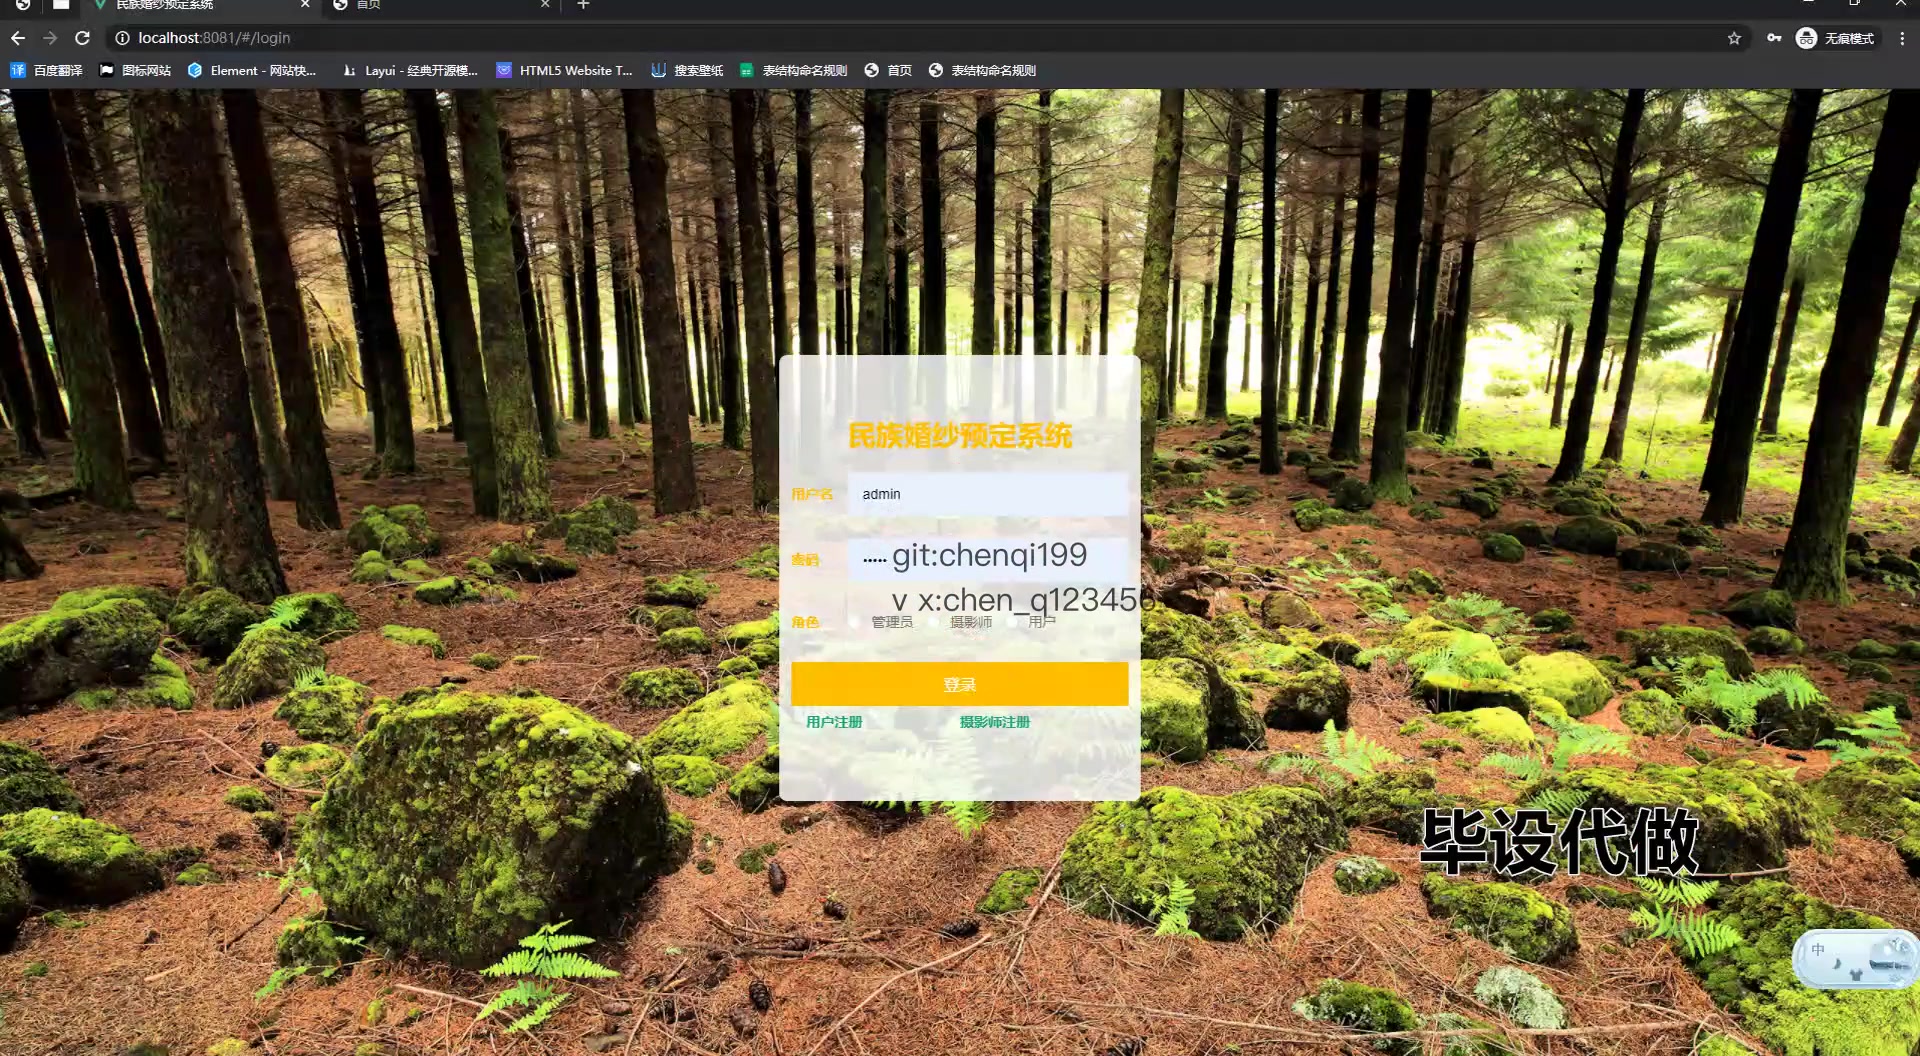 民族婚纱预定系统
首页
localhost:8081/#/login
无痕模式
百度翻译
图标网站
Element - 网站快...
Layui - 经典开源模...
HTML5 Website T...
搜索壁纸
表结构命名规则
首页
表结构命名规则
民族婚纱预定系统
用户名
admin
密码
git:chenqi199
v x:chen_q123456
角色
管理员
摄影师
用户
登录
用户注册
摄影师注册
毕设代做
中